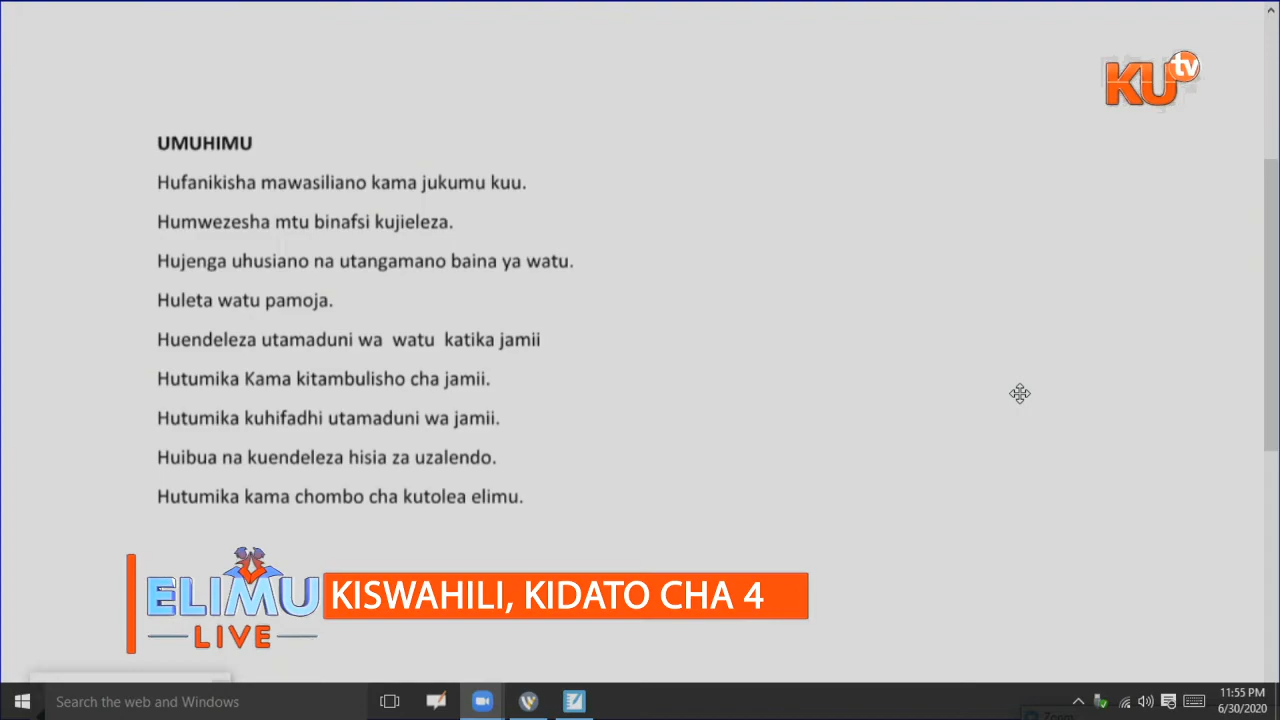 KU tv
UMUHIMU
Hufanikisha mawasiliano kama jukumu kuu.
Humwezesha mtu binafsi kujieleza.
Hujenga uhusiano na utangamano baina ya watu.
Huleta watu pamoja.
Huendeleza utamaduni wa watu katika jamii
Hutumika Kama kitambulisho cha jamii.
Hutumika kuhifadhi utamaduni wa jamii.
Huibua na kuendeleza hisia za uzalendo.
Hutumika kama chombo cha kutolea elimu.
ELIMU
LIVE
KISWAHILI, KIDATO CHA 4
Search the web and Windows
11:55 PM
6/30/2020
Zoom